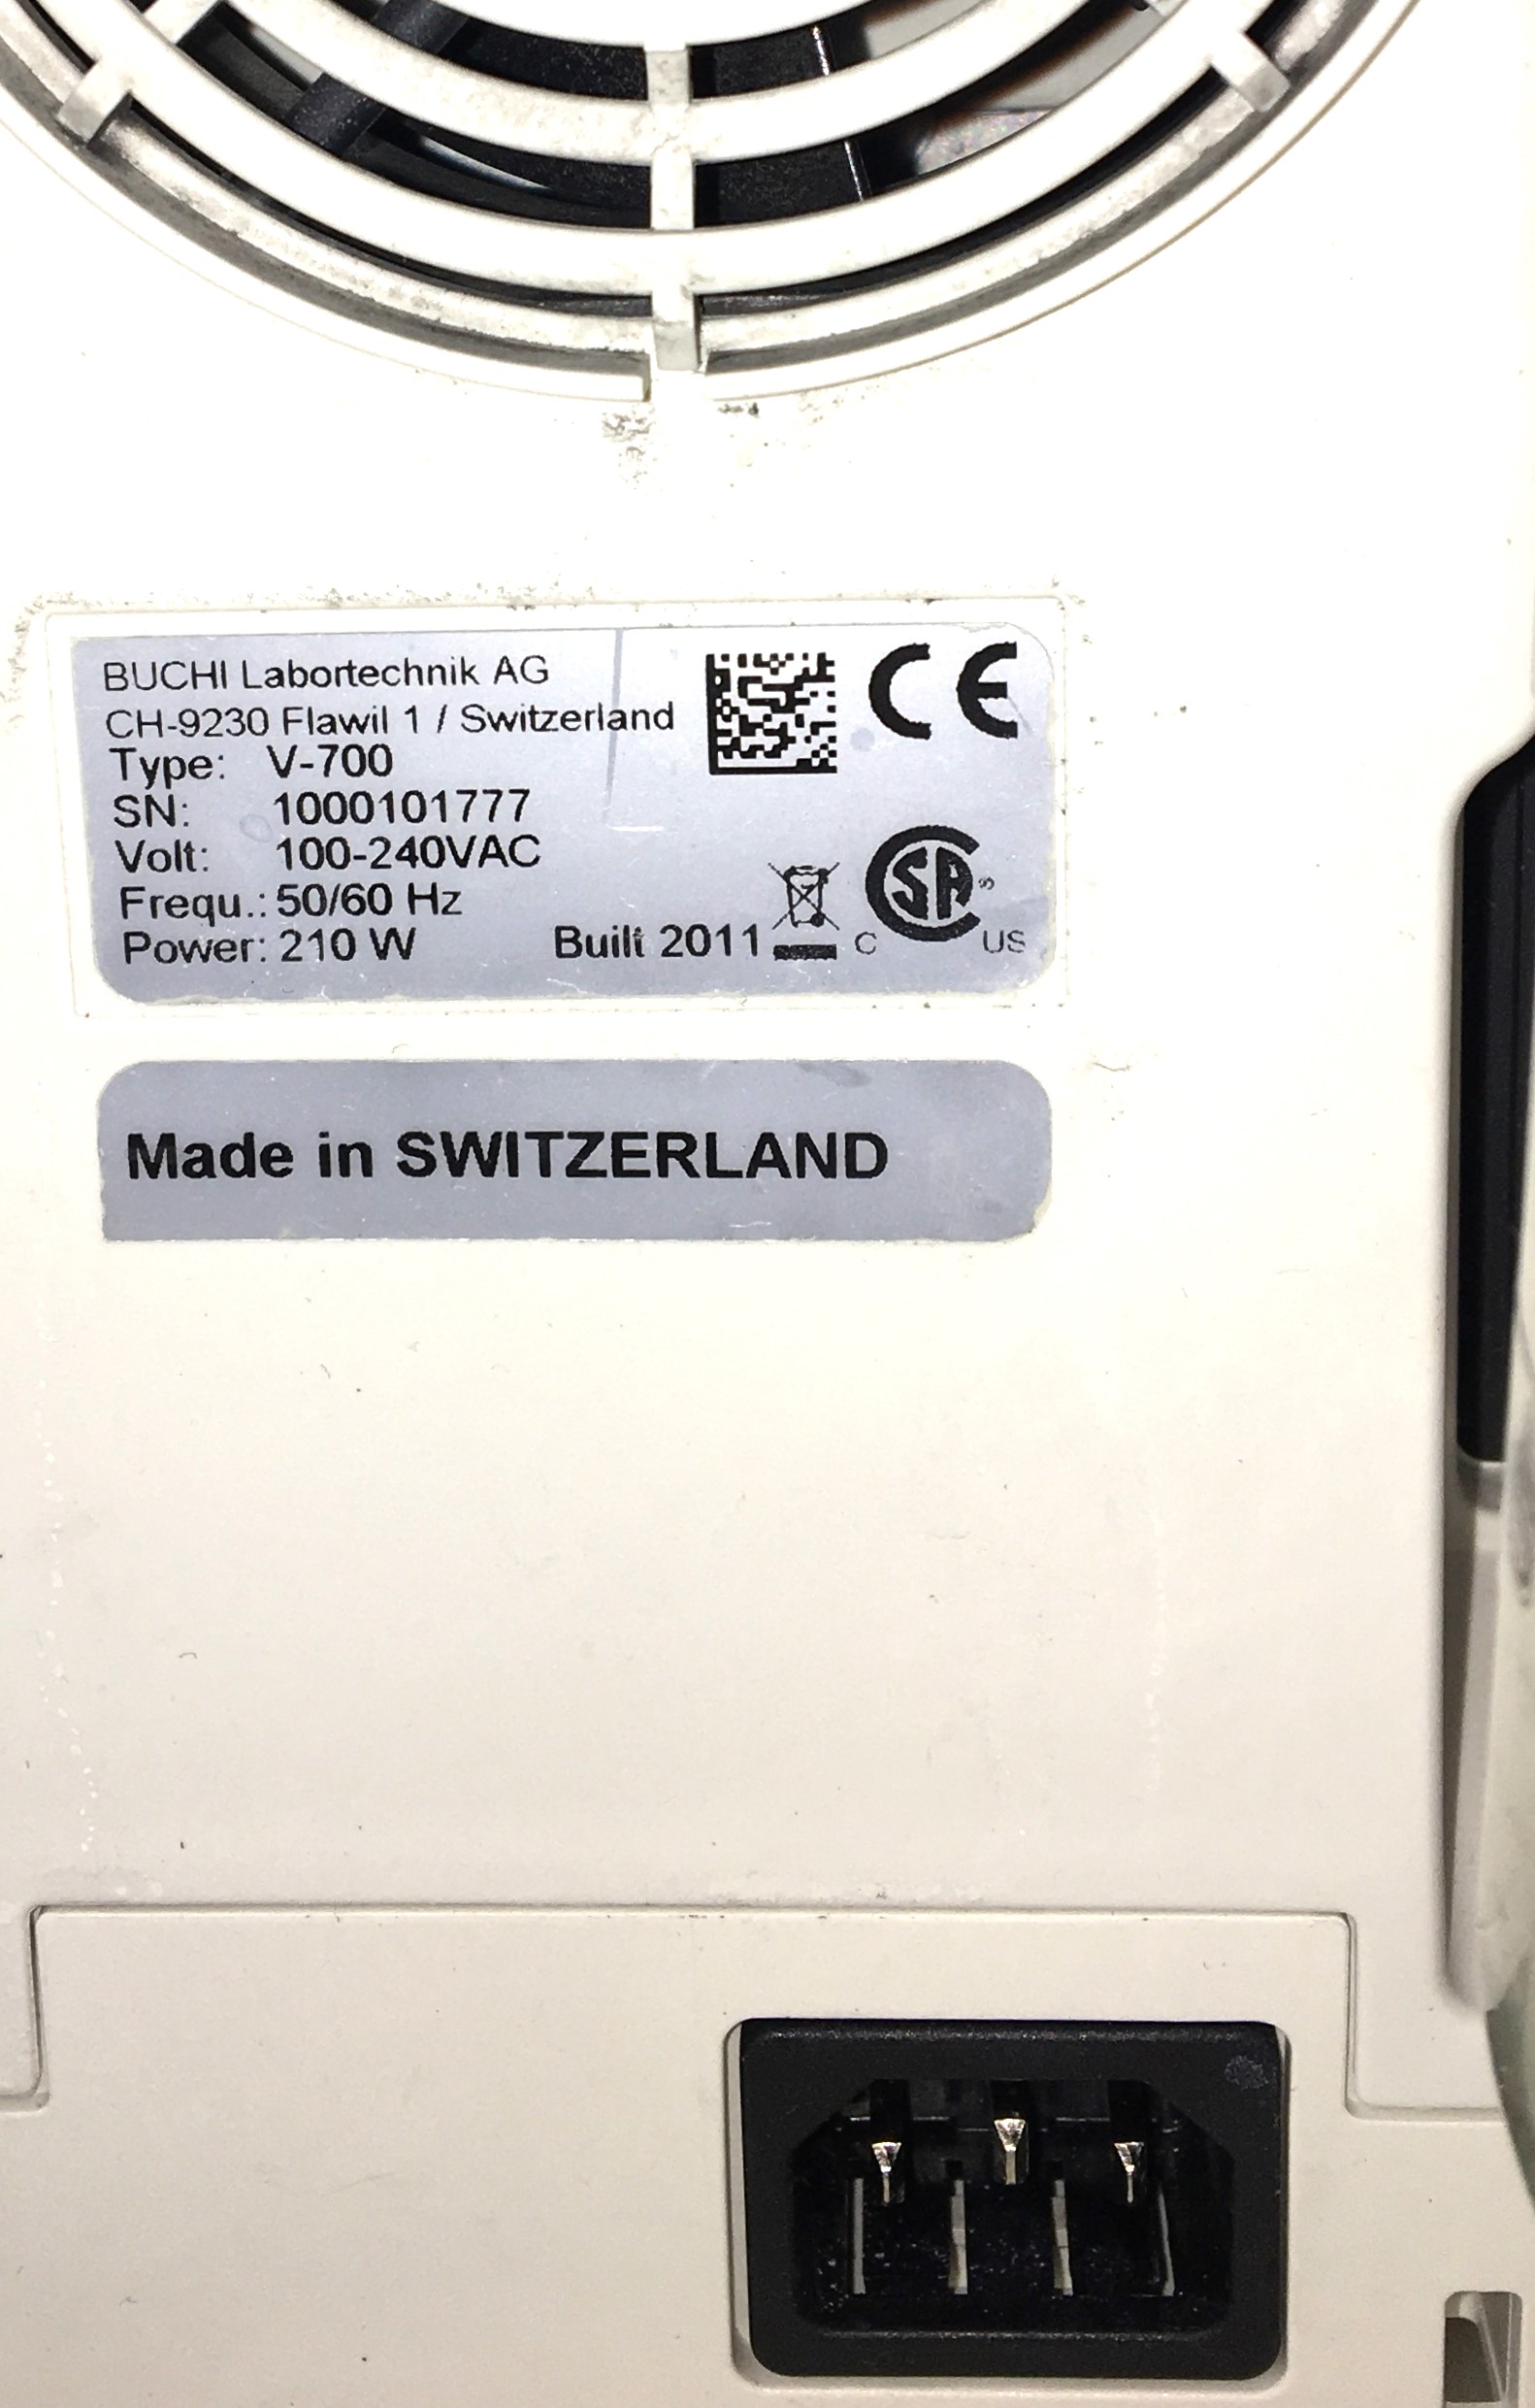 BUCHI Labortechnik AG
CH-9230 Flawil 1 / Switzerland
Type: V-700
SN: 1000101777
Volt: 100-240VAC
Frequ.: 50/60 Hz
Power: 210 W Built 2011
CE
SA
C US
Made in SWITZERLAND